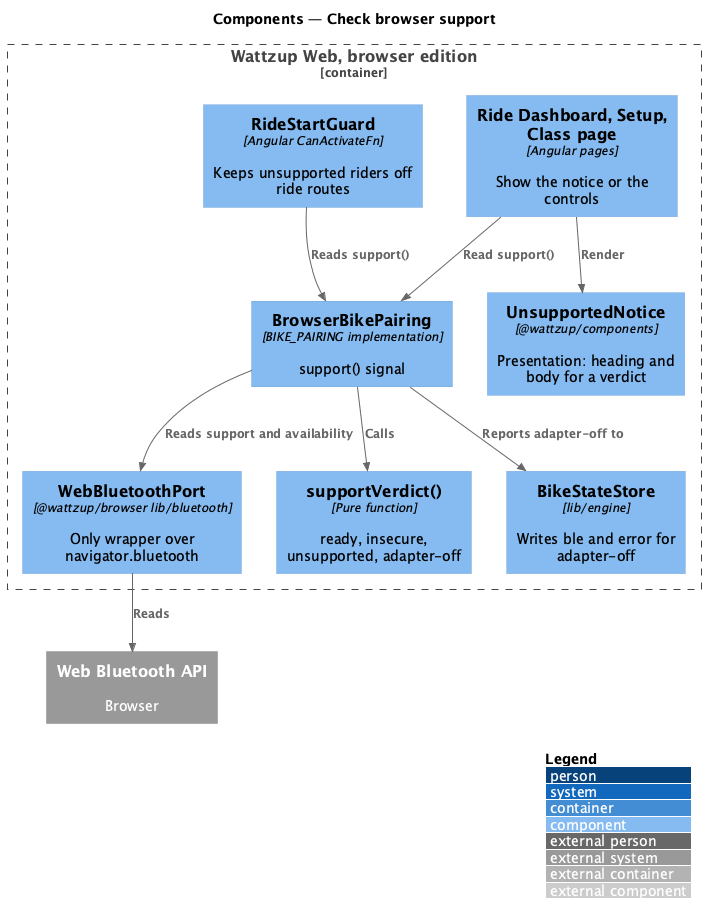 Components — Check browser support
Wattzup Web, browser edition
[container]
RideStartGuard
[Angular CanActivateFn]
Keeps unsupported riders off
ride routes
Ride Dashboard, Setup,
Class page
[Angular pages]
Show the notice or the
controls
Reads support()
Read support()
Render
BrowserBikePairing
[BIKE_PAIRING implementation]
support() signal
UnsupportedNotice
[@wattzup/components]
Presentation: heading and
body for a verdict
Reads support and availability
Calls
Reports adapter-off to
WebBluetoothPort
[@wattzup/browser lib/bluetooth]
Only wrapper over
navigator.bluetooth
supportVerdict()
[Pure function]
ready, insecure,
unsupported, adapter-off
BikeStateStore
[lib/engine]
Writes ble and error for
adapter-off
Reads
Web Bluetooth API
Browser
Legend
person
system
container
component
external person
external system
external container
external component